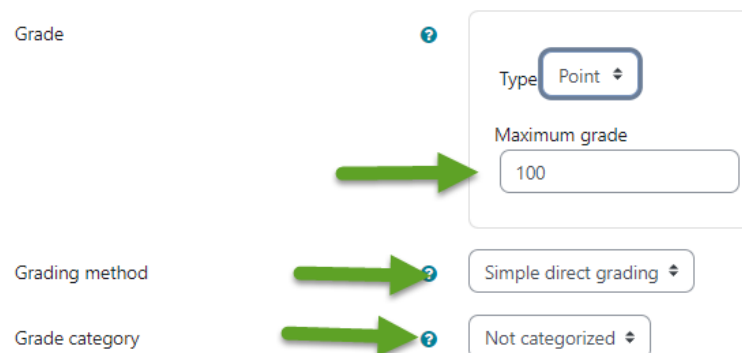 Grade
Type Point
Maximum grade
100
Grading method Simple direct grading
Grade category Not categorized